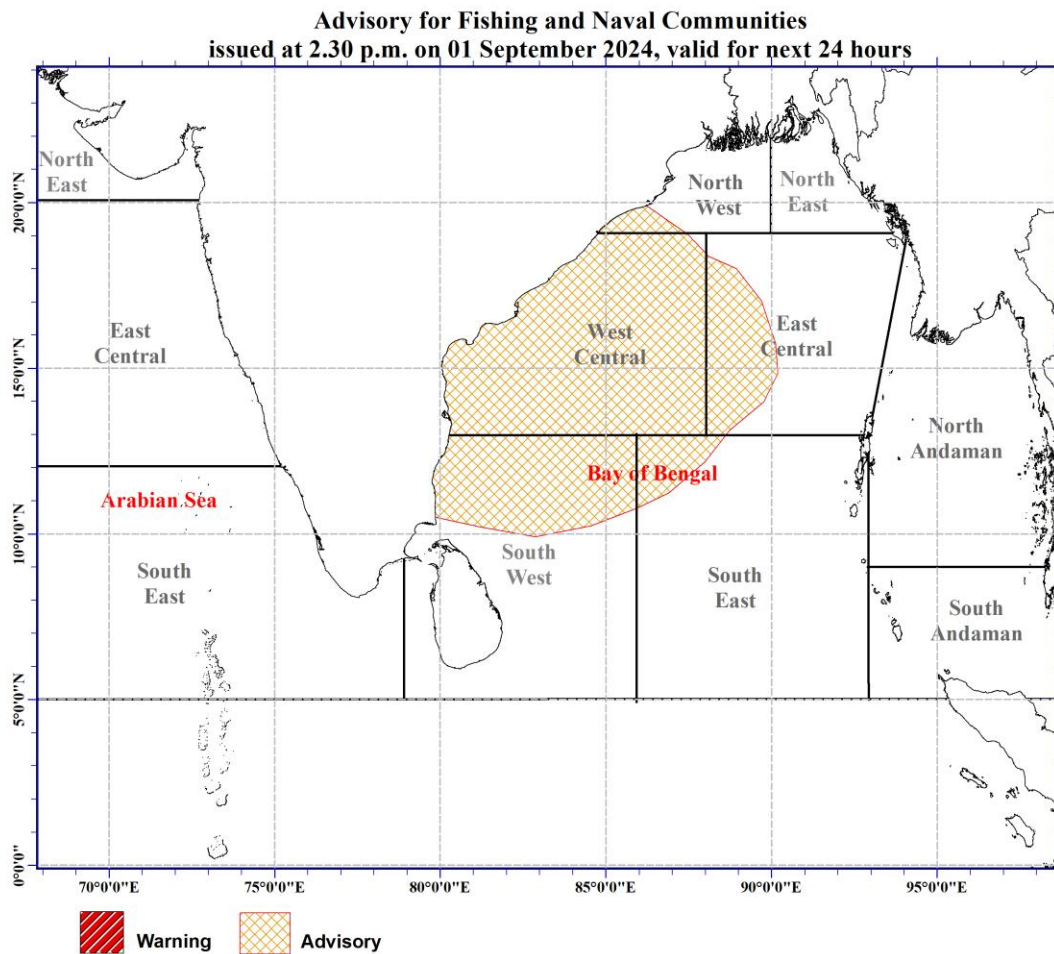 Advisory for Fishing and Naval Communities
issued at 2.30 p.m. on 01 September 2024, valid for next 24 hours
North
East
North
West
North
East
20°0'0"N
East
Central
West
Central
East
Central
15°0'0"N
North
Andaman
Arabian Sea
Bay of Bengal
10°0'0"N
South
East
South
West
South
East
South
Andaman
5°0'0"N
0°0'0"
70°0'0"E
75°0'0"E
80°0'0"E
85°0'0"E
90°0'0"E
95°0'0"E
Warning
Advisory